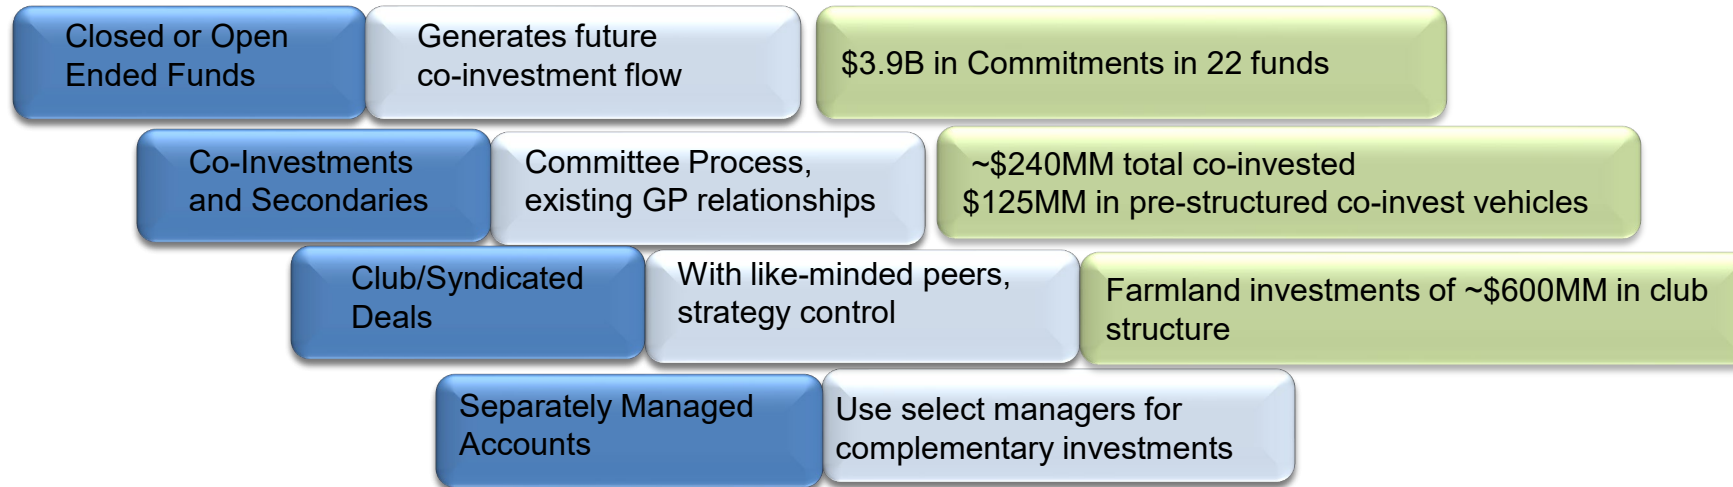 Closed or Open
Ended Funds
Generates future
co-investment flow
$3.9B in Commitments in 22 funds
Co-Investments
and Secondaries
Committee Process,
existing GP relationships
~$240MM total co-invested
$125MM in pre-structured co-invest vehicles
Club/Syndicated
Deals
With like-minded peers,
strategy control
Farmland investments of ~$600MM in club
structure
Separately Managed
Accounts
Use select managers for
complementary investments